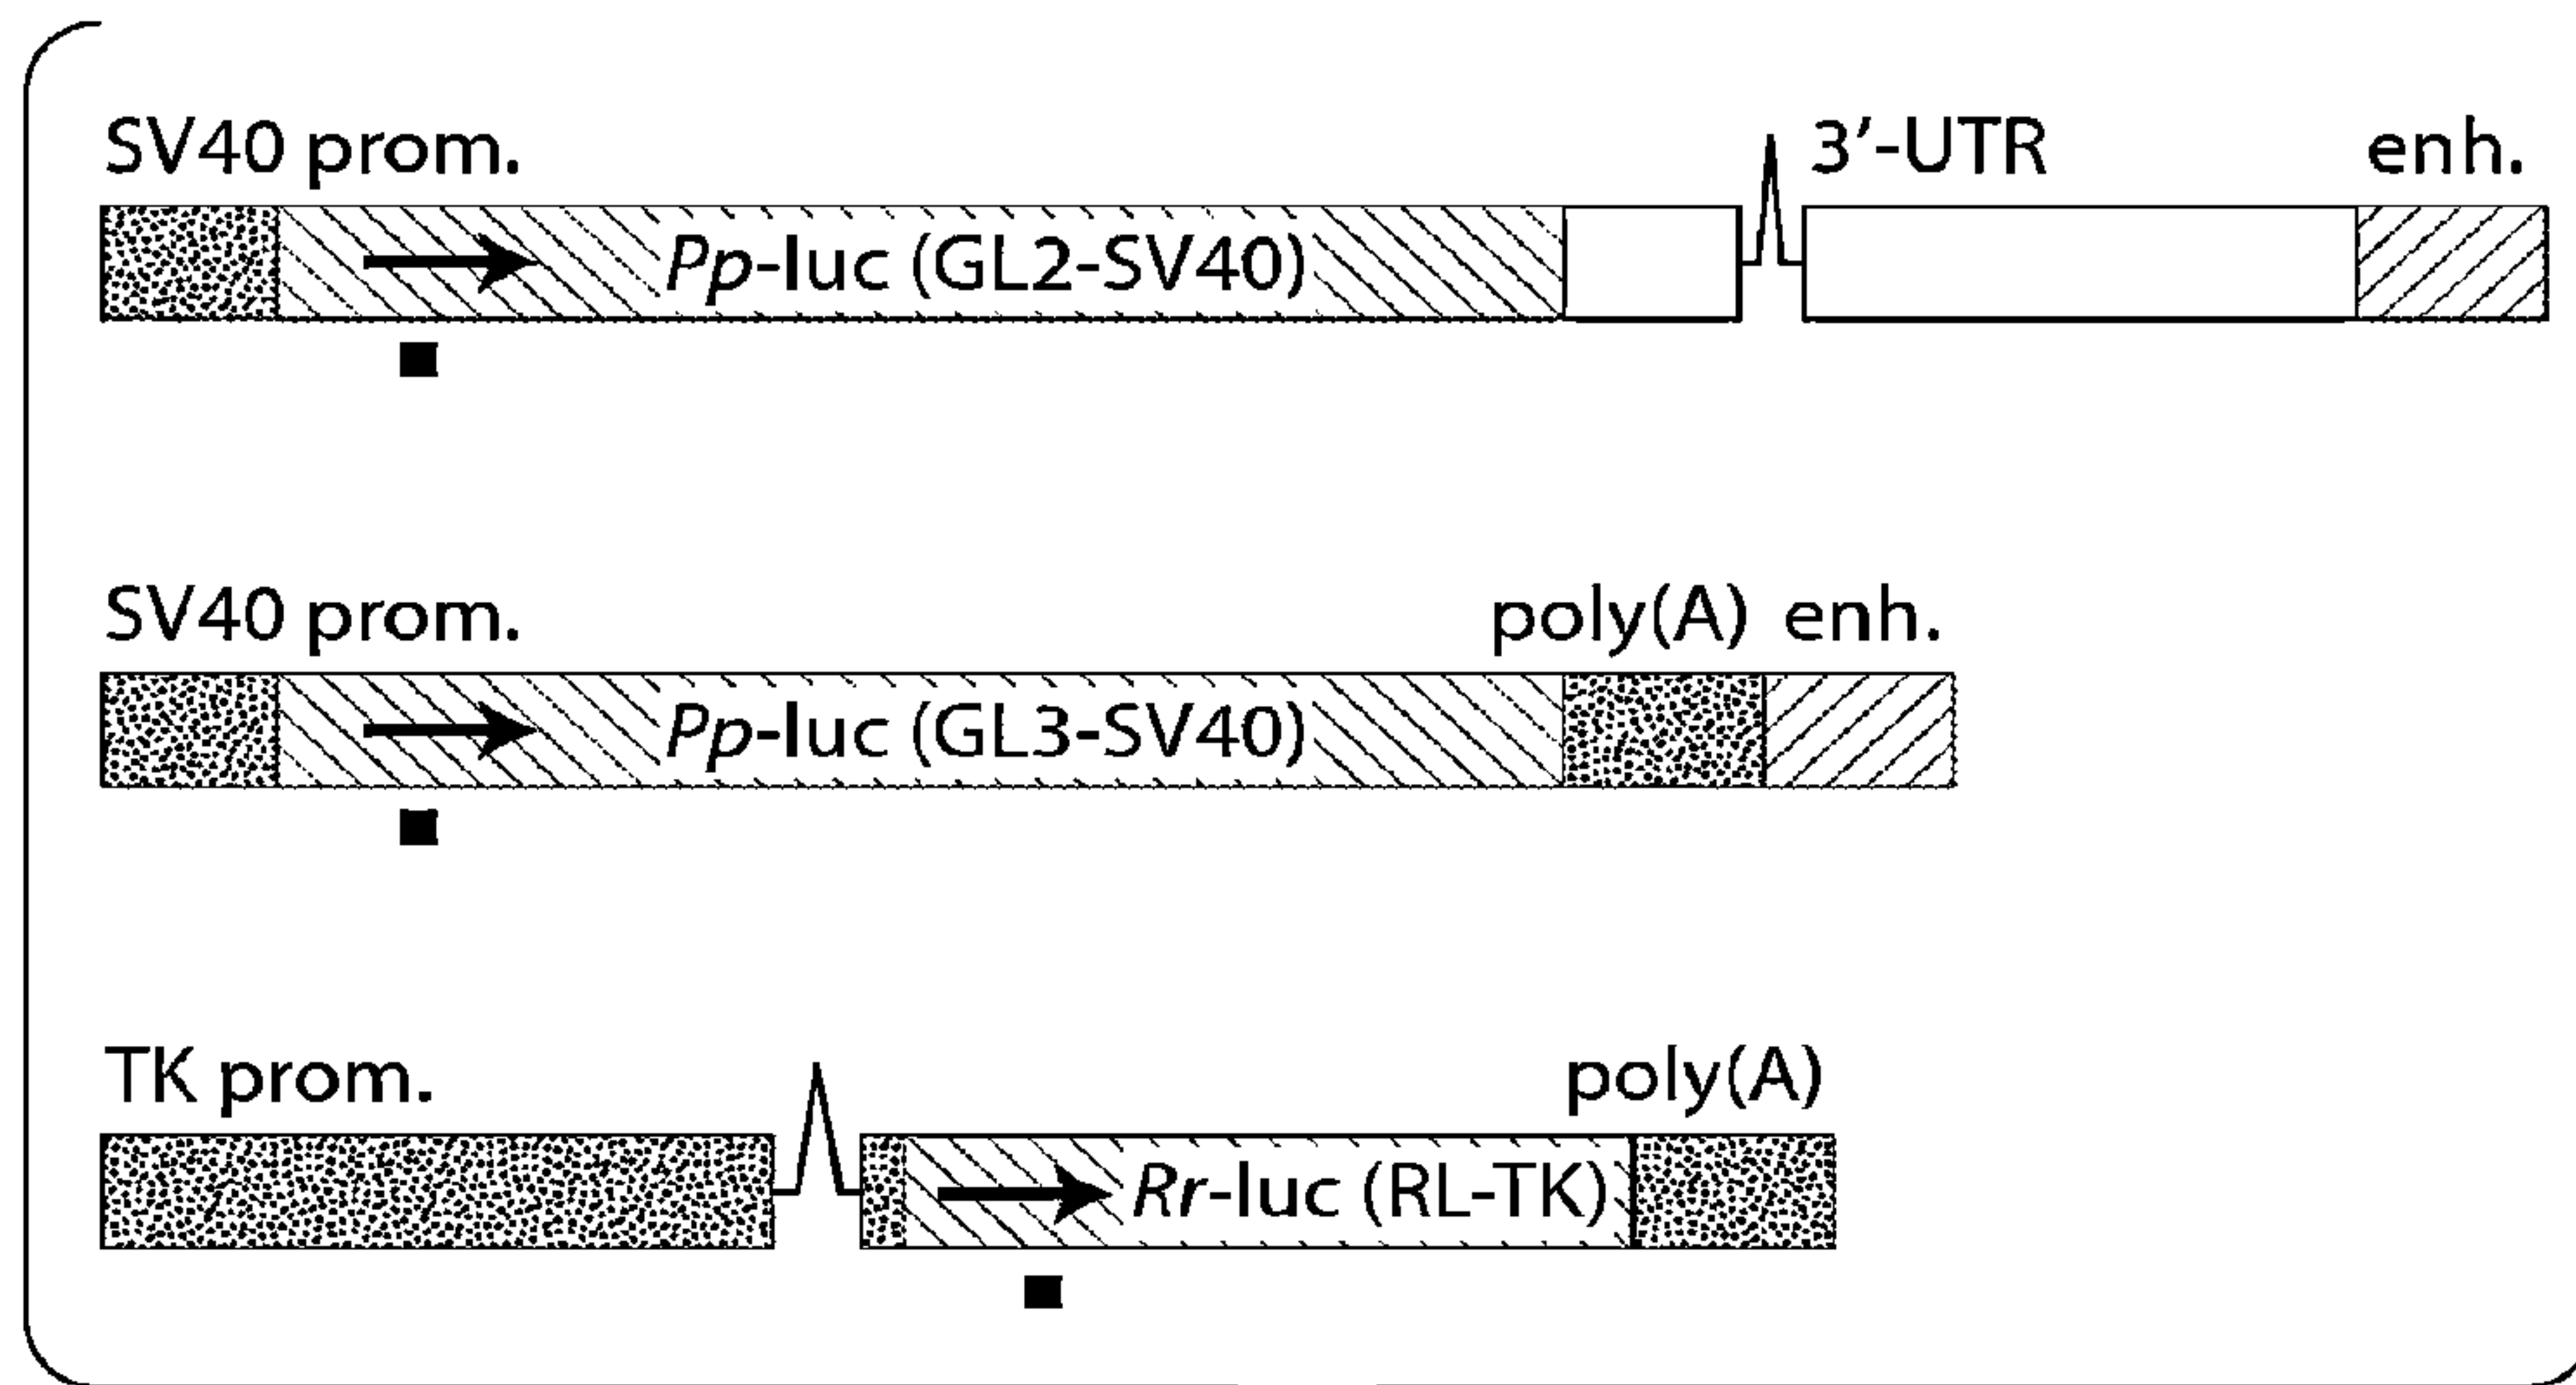 SV40 prom. 3′-UTR enh.
Pp-luc (GL2-SV40)
SV40 prom. poly(A) enh.
Pp-luc (GL3-SV40)
TK prom. poly(A)
Rr-luc (RL-TK)